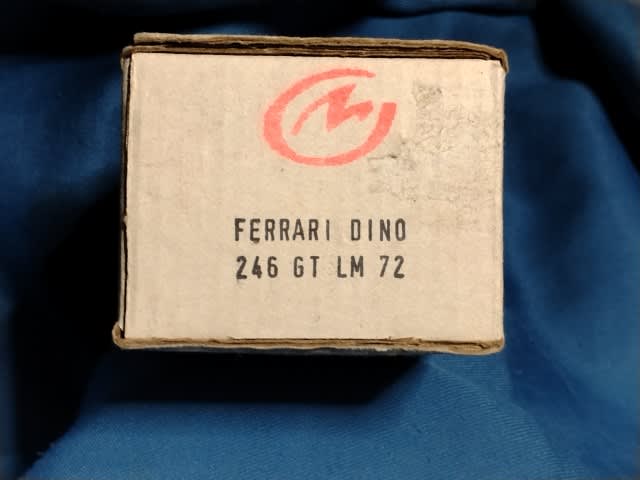 FERRARI DINO
246 GT LM 72